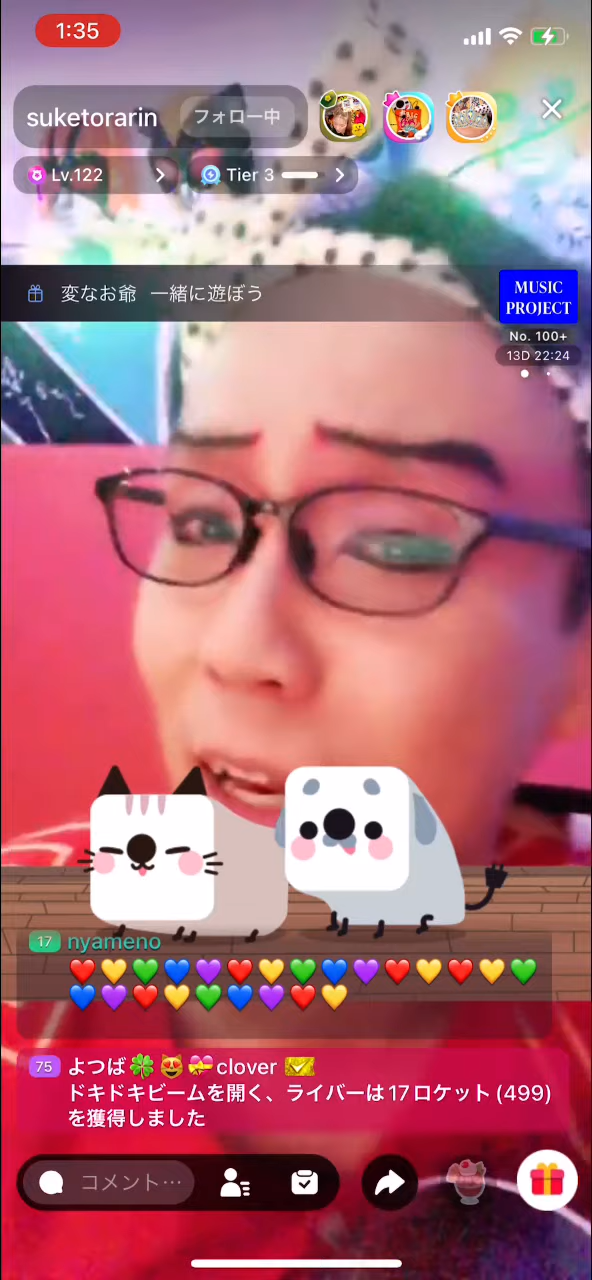 1:35
suketorarin フォロー中
Lv.122 Tier 3
変なお爺 一緒に遊ぼう
MUSIC
PROJECT
No. 100+
13D 22:24
17 nyameno
75 よつば🍀😻💝clover
ドキドキビームを開く、ライバーは17ロケット (499)
を獲得しました
コメント…